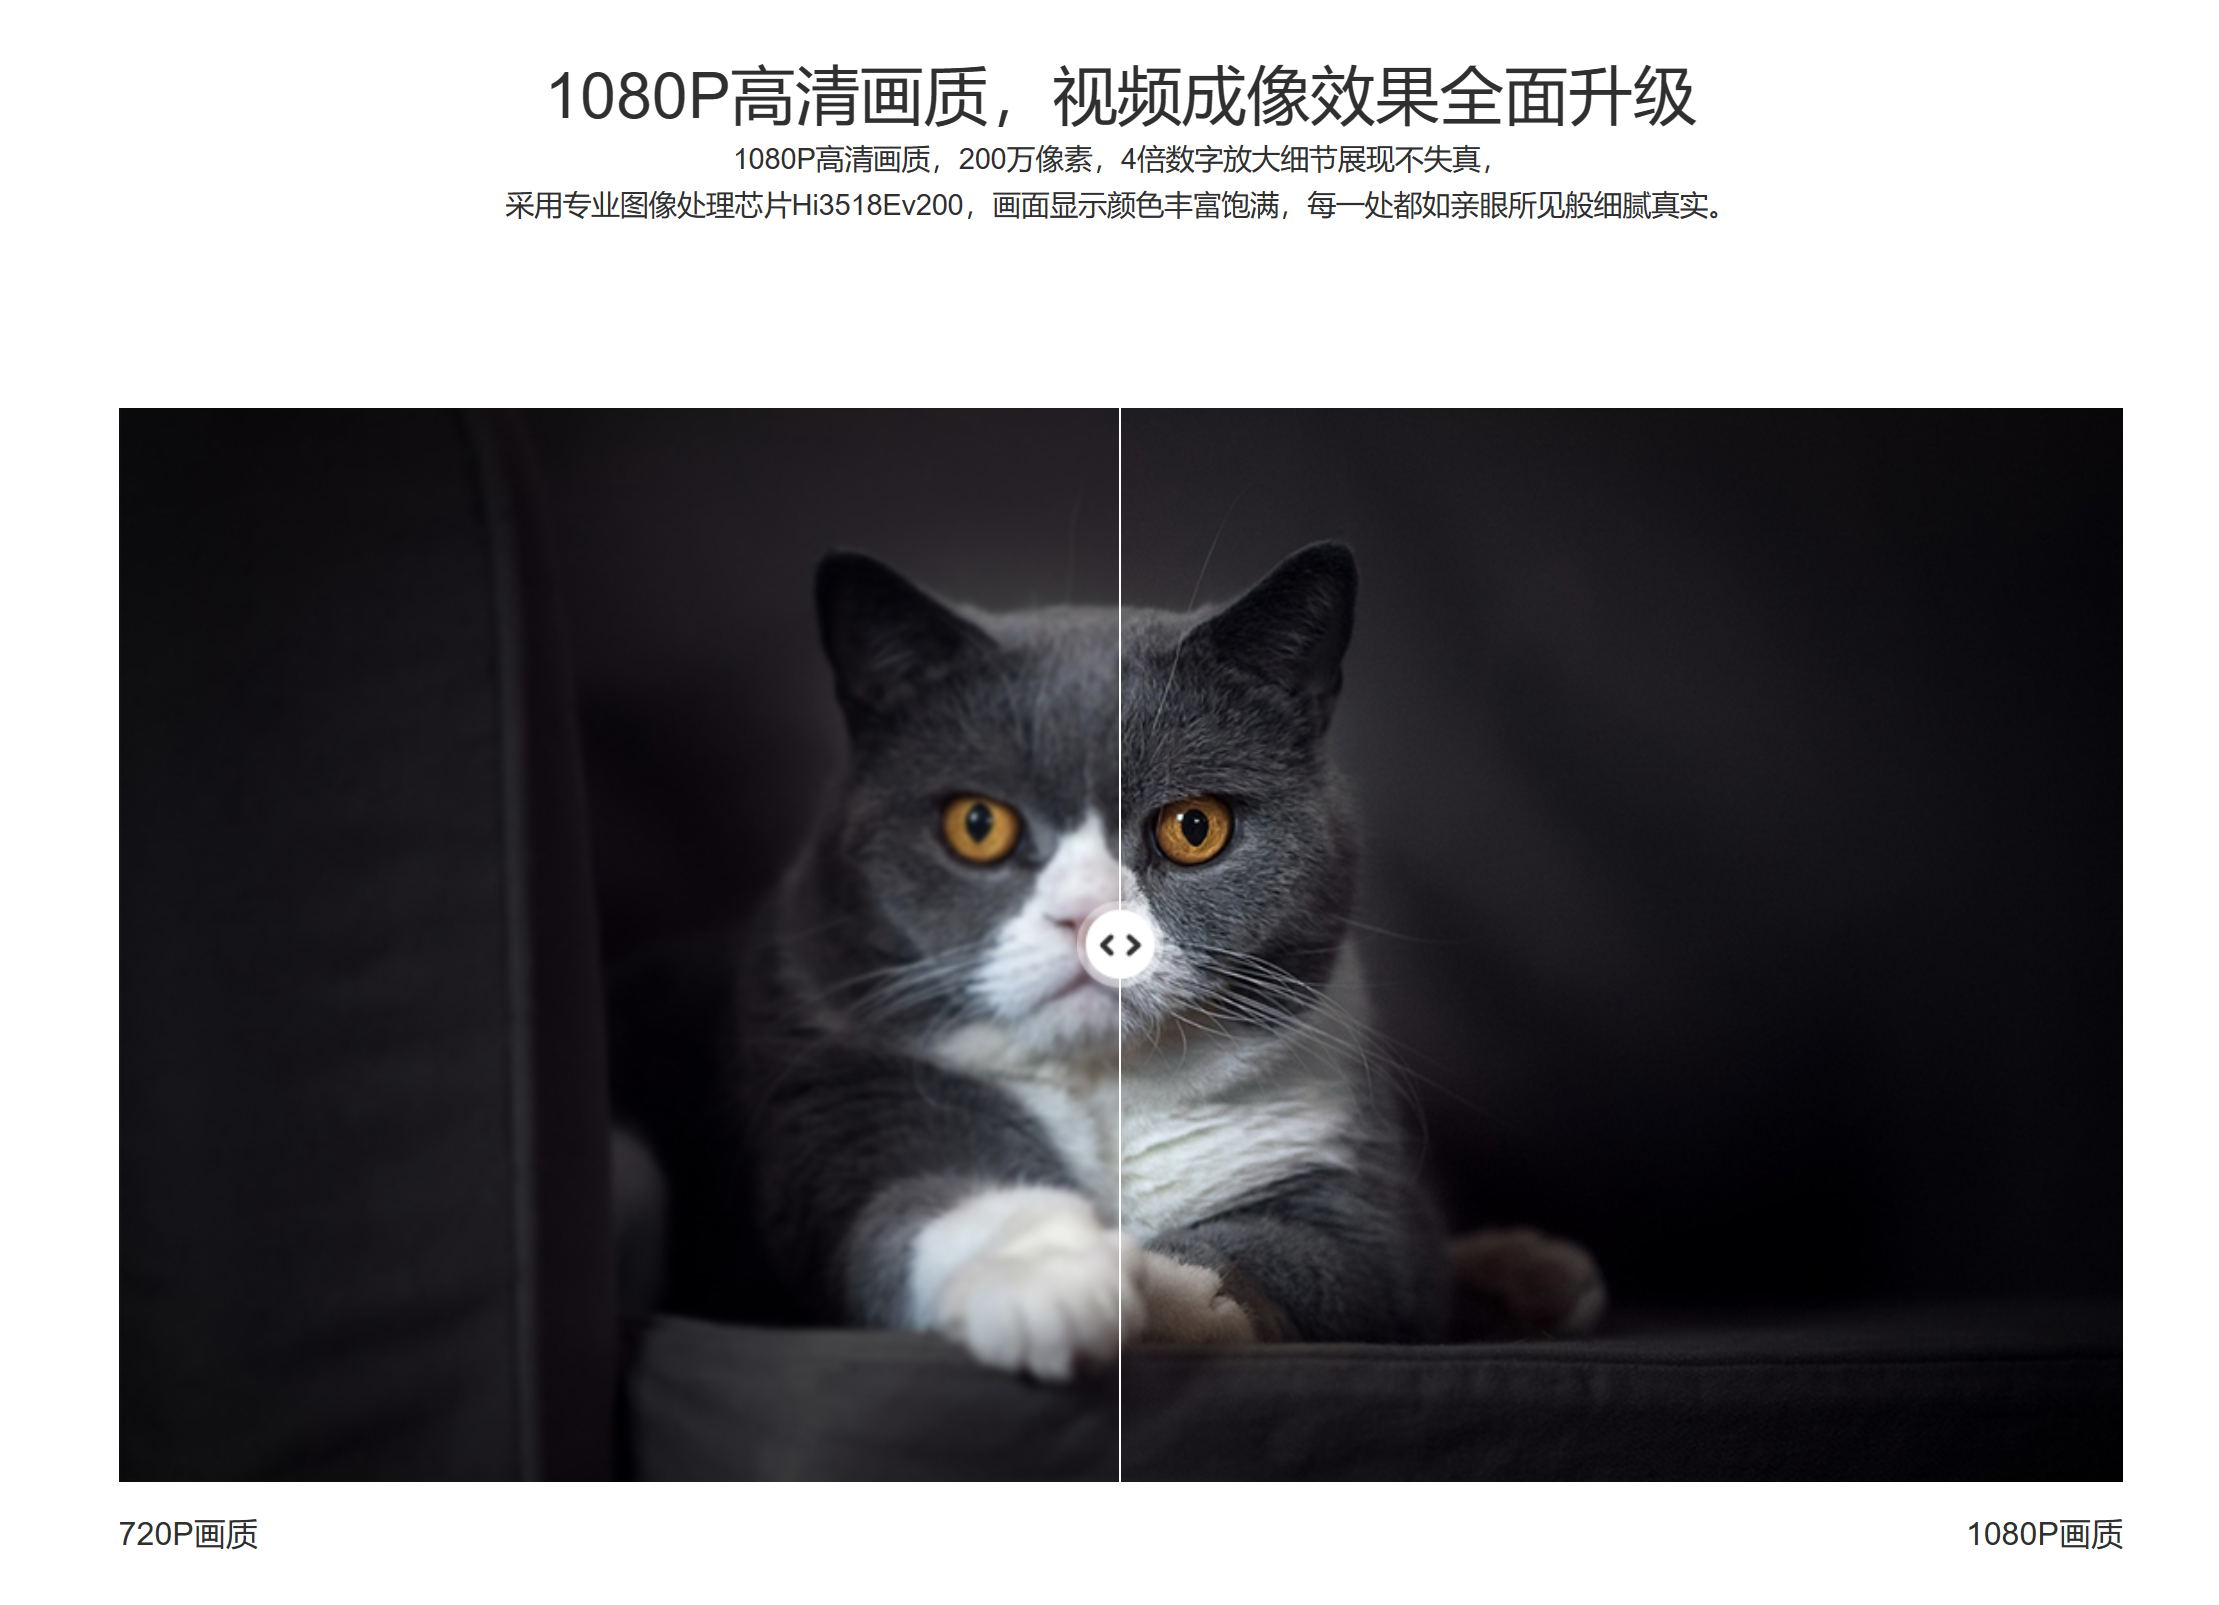 1080P高清画质，视频成像效果全面升级
1080P高清画质，200万像素，4倍数字放大细节展现不失真，
采用专业图像处理芯片Hi3518Ev200，画面显示颜色丰富饱满，每一处都如亲眼所见般细腻真实。
720P画质
1080P画质